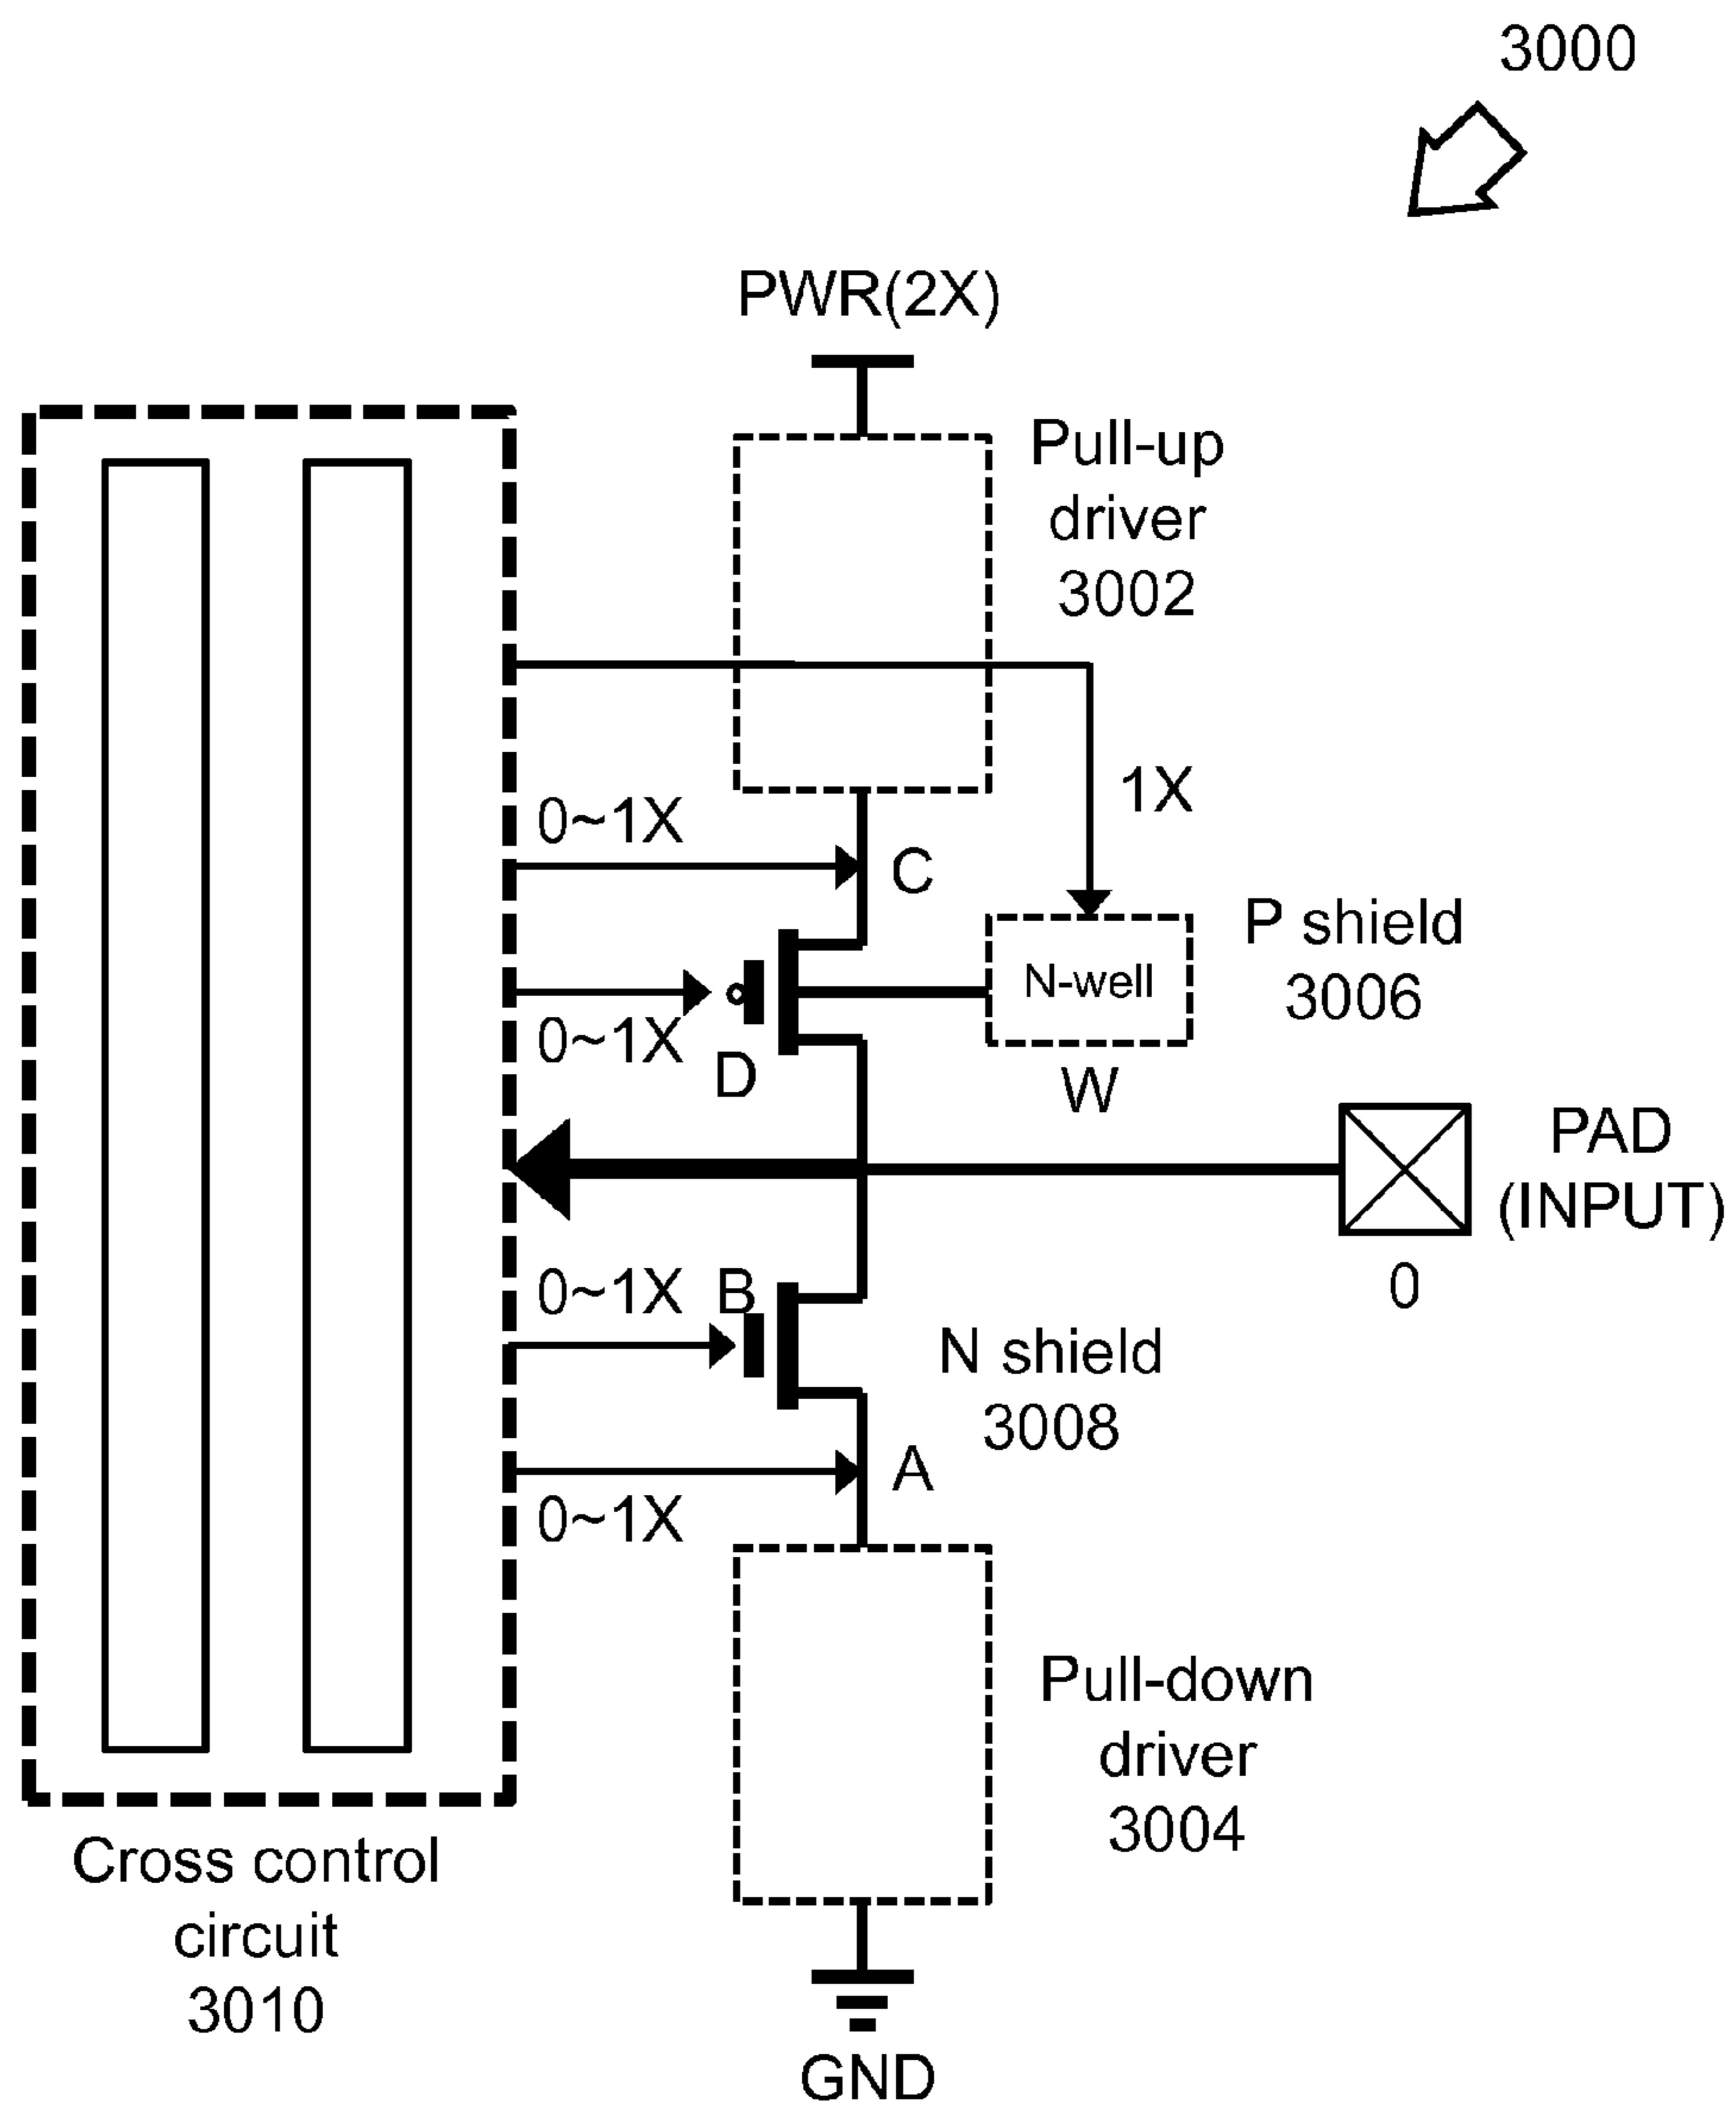 3000
PWR(2X)
Pull-up
driver
3002
1X
0~1X
C
P shield
3006
N-well
0~1X
D
W
PAD
(INPUT)
0
0~1X
B
N shield
3008
A
0~1X
Pull-down
driver
3004
Cross control
circuit
3010
GND